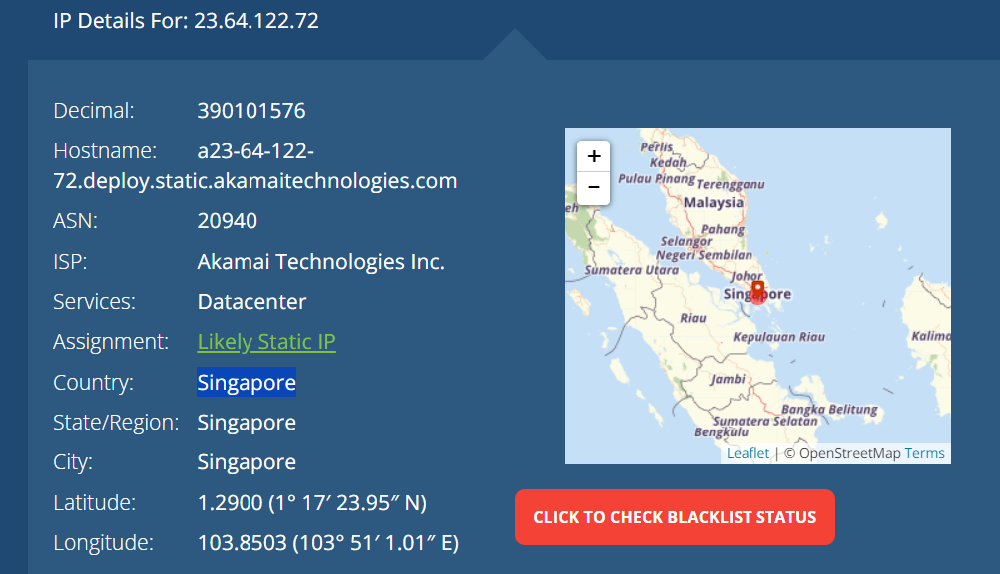 IP Details For: 23.64.122.72
Decimal: 390101576
Hostname: a23-64-122-
72.deploy.static.akamaitechnologies.com
ASN: 20940
ISP: Akamai Technologies Inc.
Services: Datacenter
Assignment: Likely Static IP
Country: Singapore
State/Region: Singapore
City: Singapore
Latitude: 1.2900 (1° 17′ 23.95″ N)
Longitude: 103.8503 (103° 51′ 1.01″ E)
+
−
Perlis
Kedah
Pulau Pinang
Terengganu
eh
Malaysia
Pahang
Selangor
Negeri Sembilan
Sumatera Utara
Johor
Singapore
Riau
Kepulauan Riau
Kalima
Jambi
Bangka Belitung
Sumatera Selatan
Bengkulu
Leaflet | © OpenStreetMap Terms
CLICK TO CHECK BLACKLIST STATUS